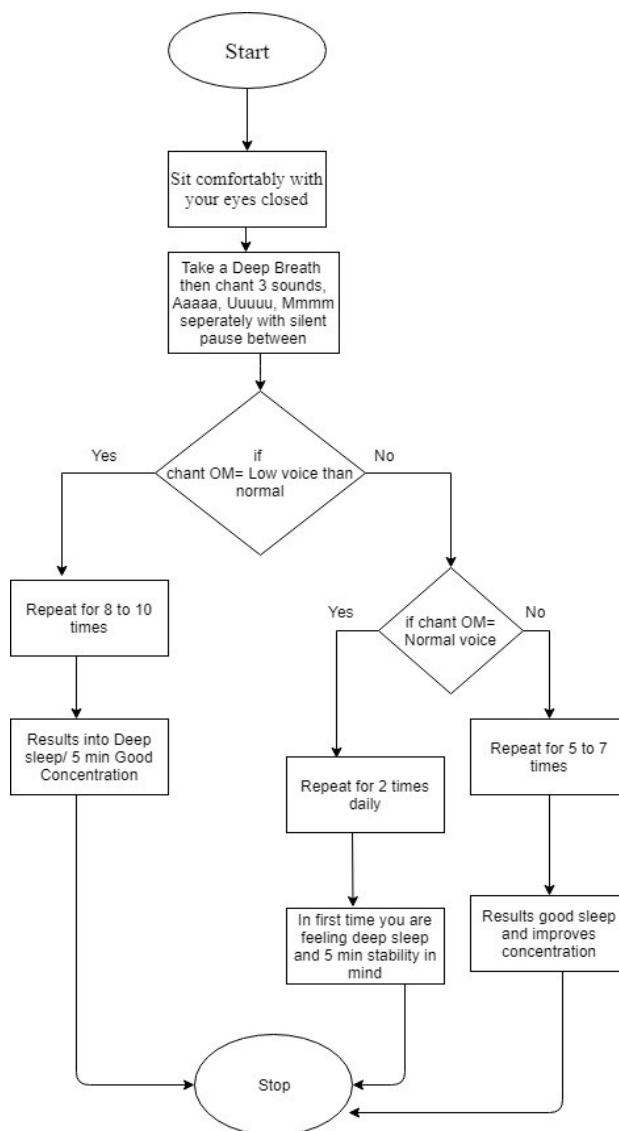 Start
Sit comfortably with
your eyes closed
Take a Deep Breath
then chant 3 sounds,
Aaaaa, Uuuuu, Mmmm
seperately with silent
pause between
if
chant OM= Low voice than
normal
Yes
No
Repeat for 8 to 10
times
Results into Deep
sleep/ 5 min Good
Concentration
if chant OM=
Normal voice
Yes
No
Repeat for 2 times
daily
In first time you are
feeling deep sleep
and 5 min stability in
mind
Repeat for 5 to 7
times
Results good sleep
and improves
concentration
Stop